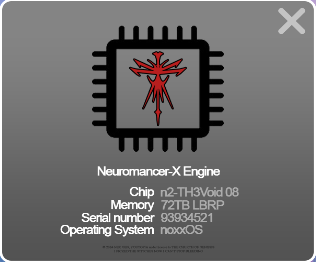 Neuromancer-X Engine
Chip n2-TH3Void 08
Memory 72TB LBRP
Serial number 93934521
Operating System noxxOS